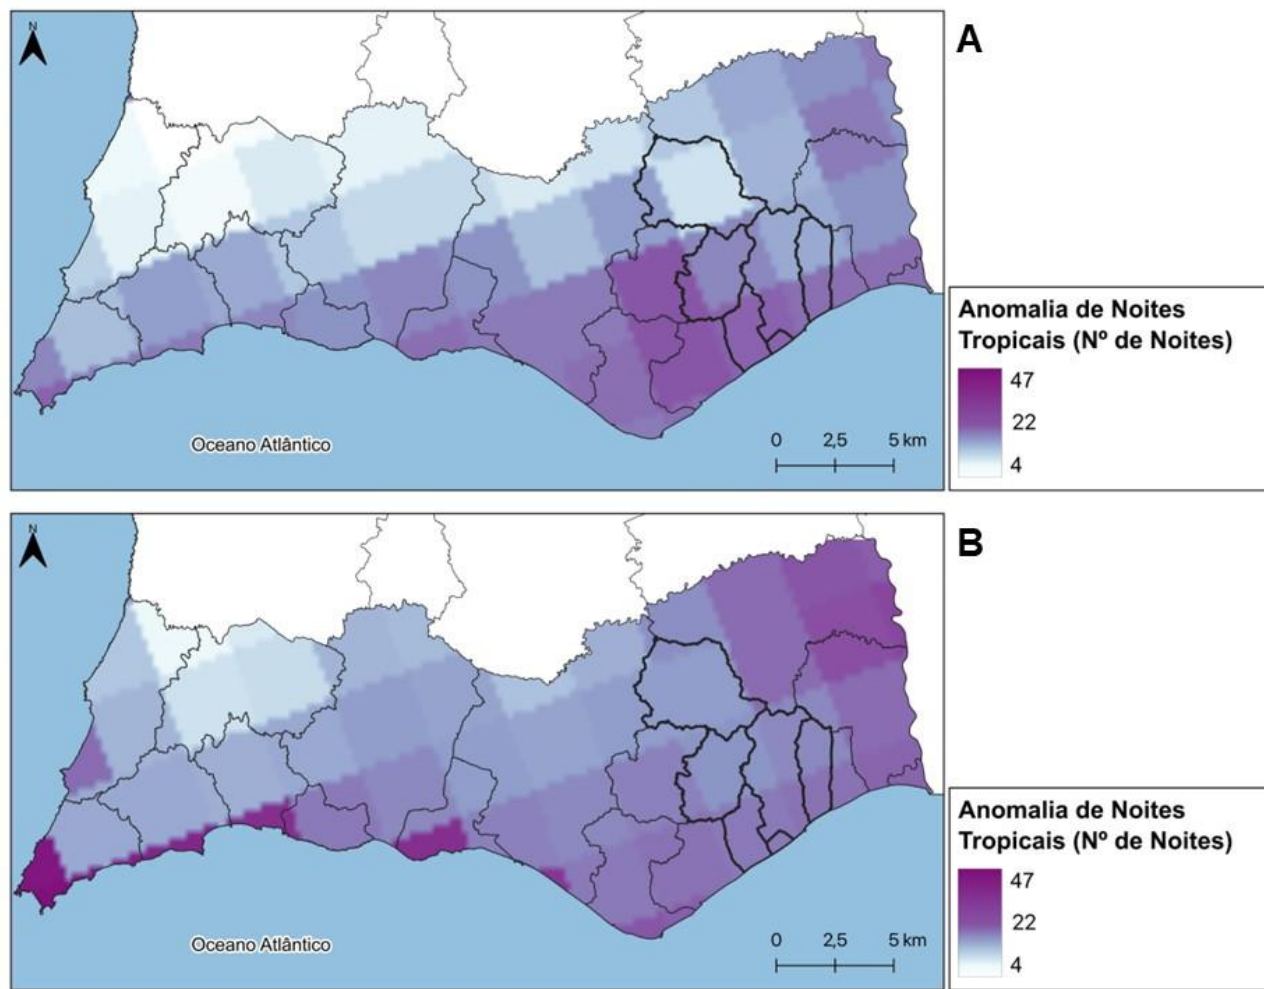 N
A
Anomalia de Noites
Tropicais (Nº de Noites)
47
22
4
Oceano Atlântico
0 2,5 5 km
N
B
Anomalia de Noites
Tropicais (Nº de Noites)
47
22
4
Oceano Atlântico
0 2,5 5 km